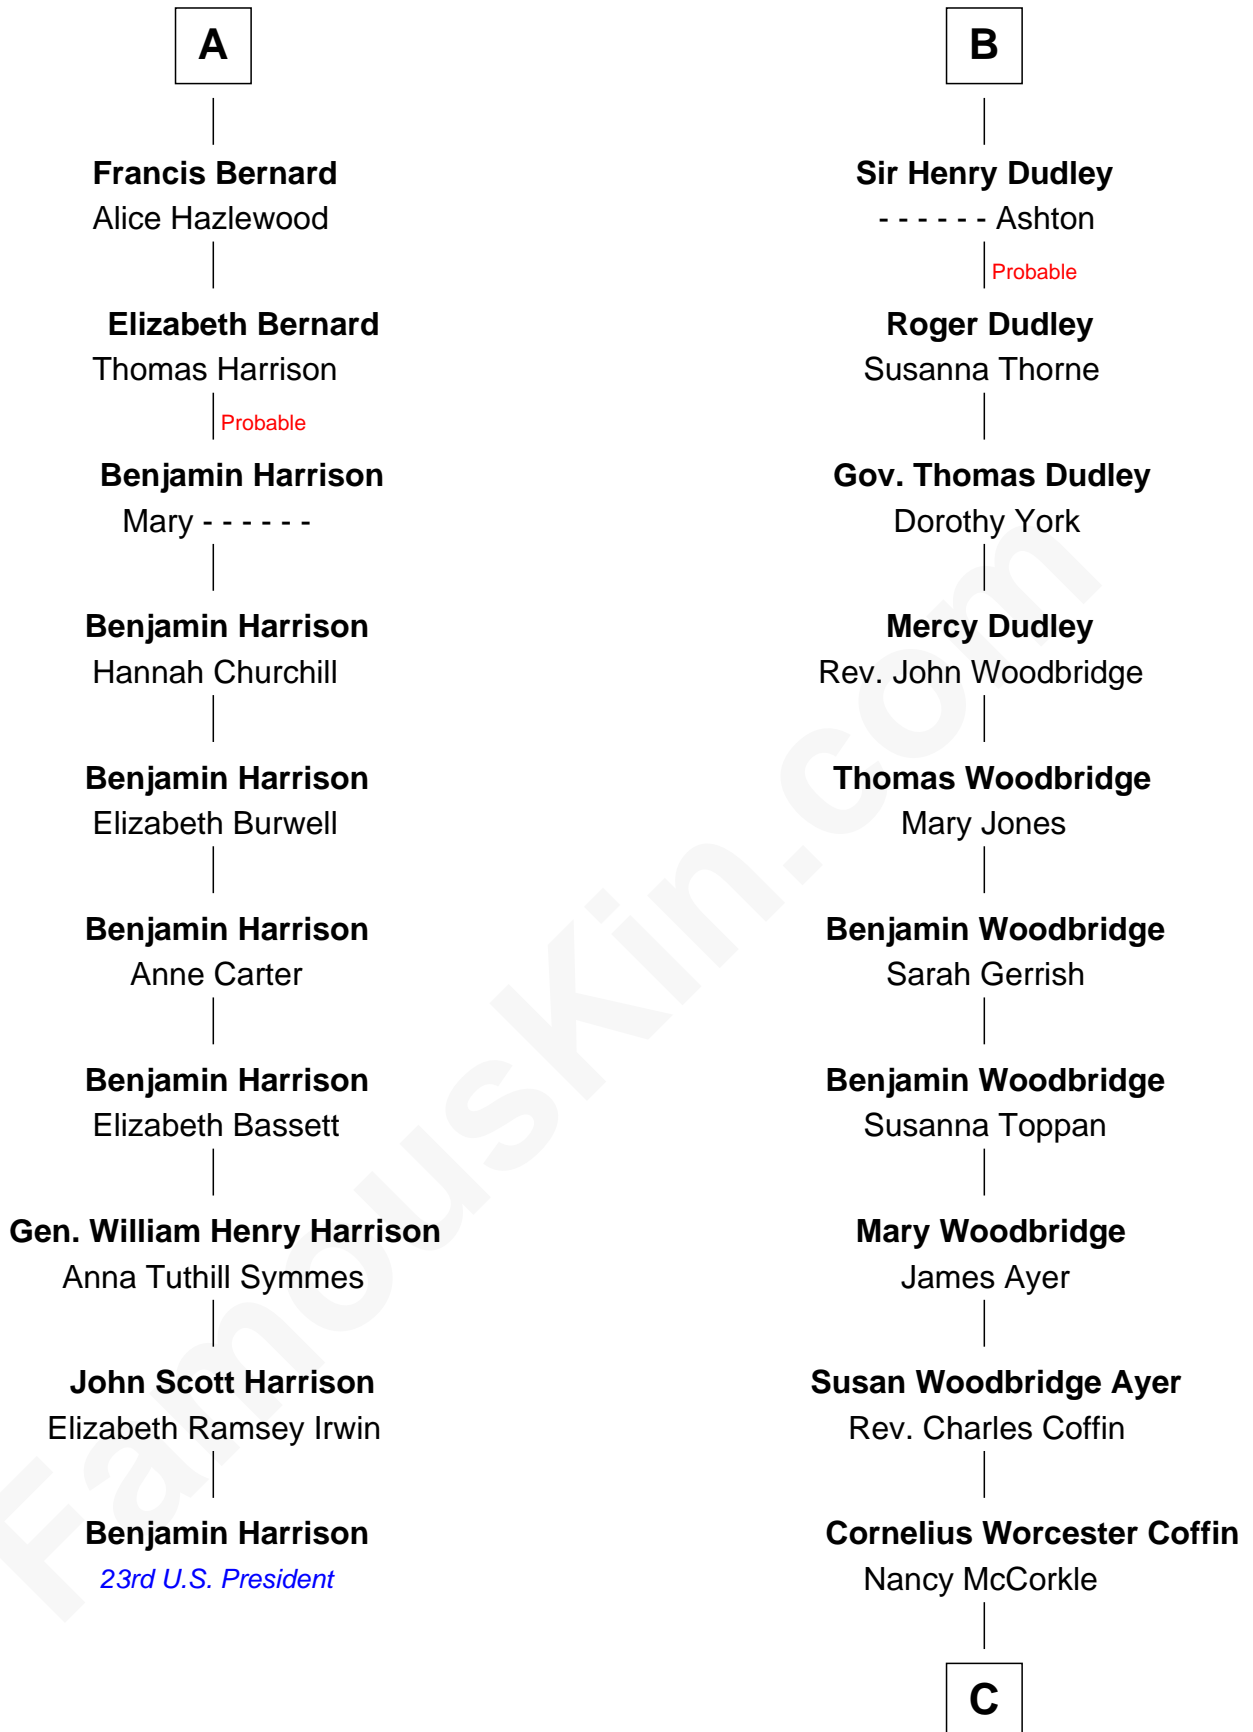 A
Francis Bernard
Alice Hazlewood
Elizabeth Bernard
Thomas Harrison
Probable
Benjamin Harrison
Mary - - - - - -
Benjamin Harrison
Hannah Churchill
Benjamin Harrison
Elizabeth Burwell
Benjamin Harrison
Anne Carter
Benjamin Harrison
Elizabeth Bassett
Gen. William Henry Harrison
Anna Tuthill Symmes
John Scott Harrison
Elizabeth Ramsey Irwin
Benjamin Harrison
23rd U.S. President
B
Sir Henry Dudley
- - - - - - Ashton
Probable
Roger Dudley
Susanna Thorne
Gov. Thomas Dudley
Dorothy York
Mercy Dudley
Rev. John Woodbridge
Thomas Woodbridge
Mary Jones
Benjamin Woodbridge
Sarah Gerrish
Benjamin Woodbridge
Susanna Toppan
Mary Woodbridge
James Ayer
Susan Woodbridge Ayer
Rev. Charles Coffin
Cornelius Worcester Coffin
Nancy McCorkle
C
FamousKin.com